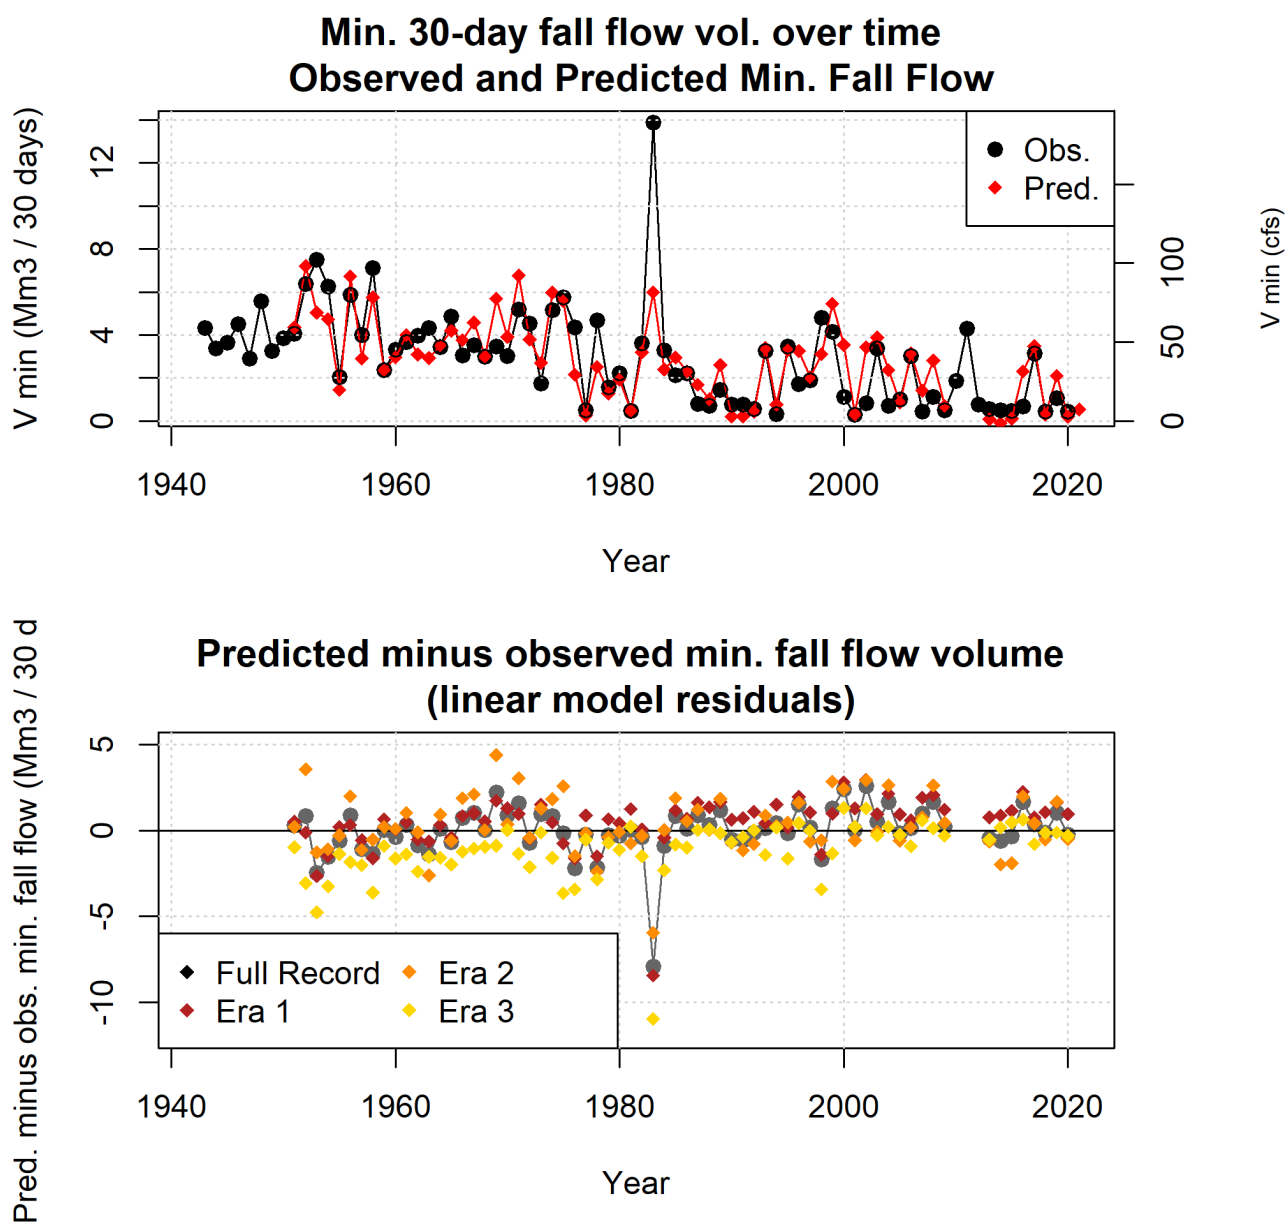 Min. 30-day fall flow vol. over time
Observed and Predicted Min. Fall Flow
V min (Mm3 / 30 days)
12
8
4
0
Obs.
Pred.
100
50
0
V min (cfs)
1940 1960 1980 2000 2020
Year
Predicted minus observed min. fall flow volume
(linear model residuals)
Pred. minus obs. min. fall flow (Mm3 / 30 d
5
0
-5
-10
Full Record Era 2
Era 1 Era 3
1940 1960 1980 2000 2020
Year